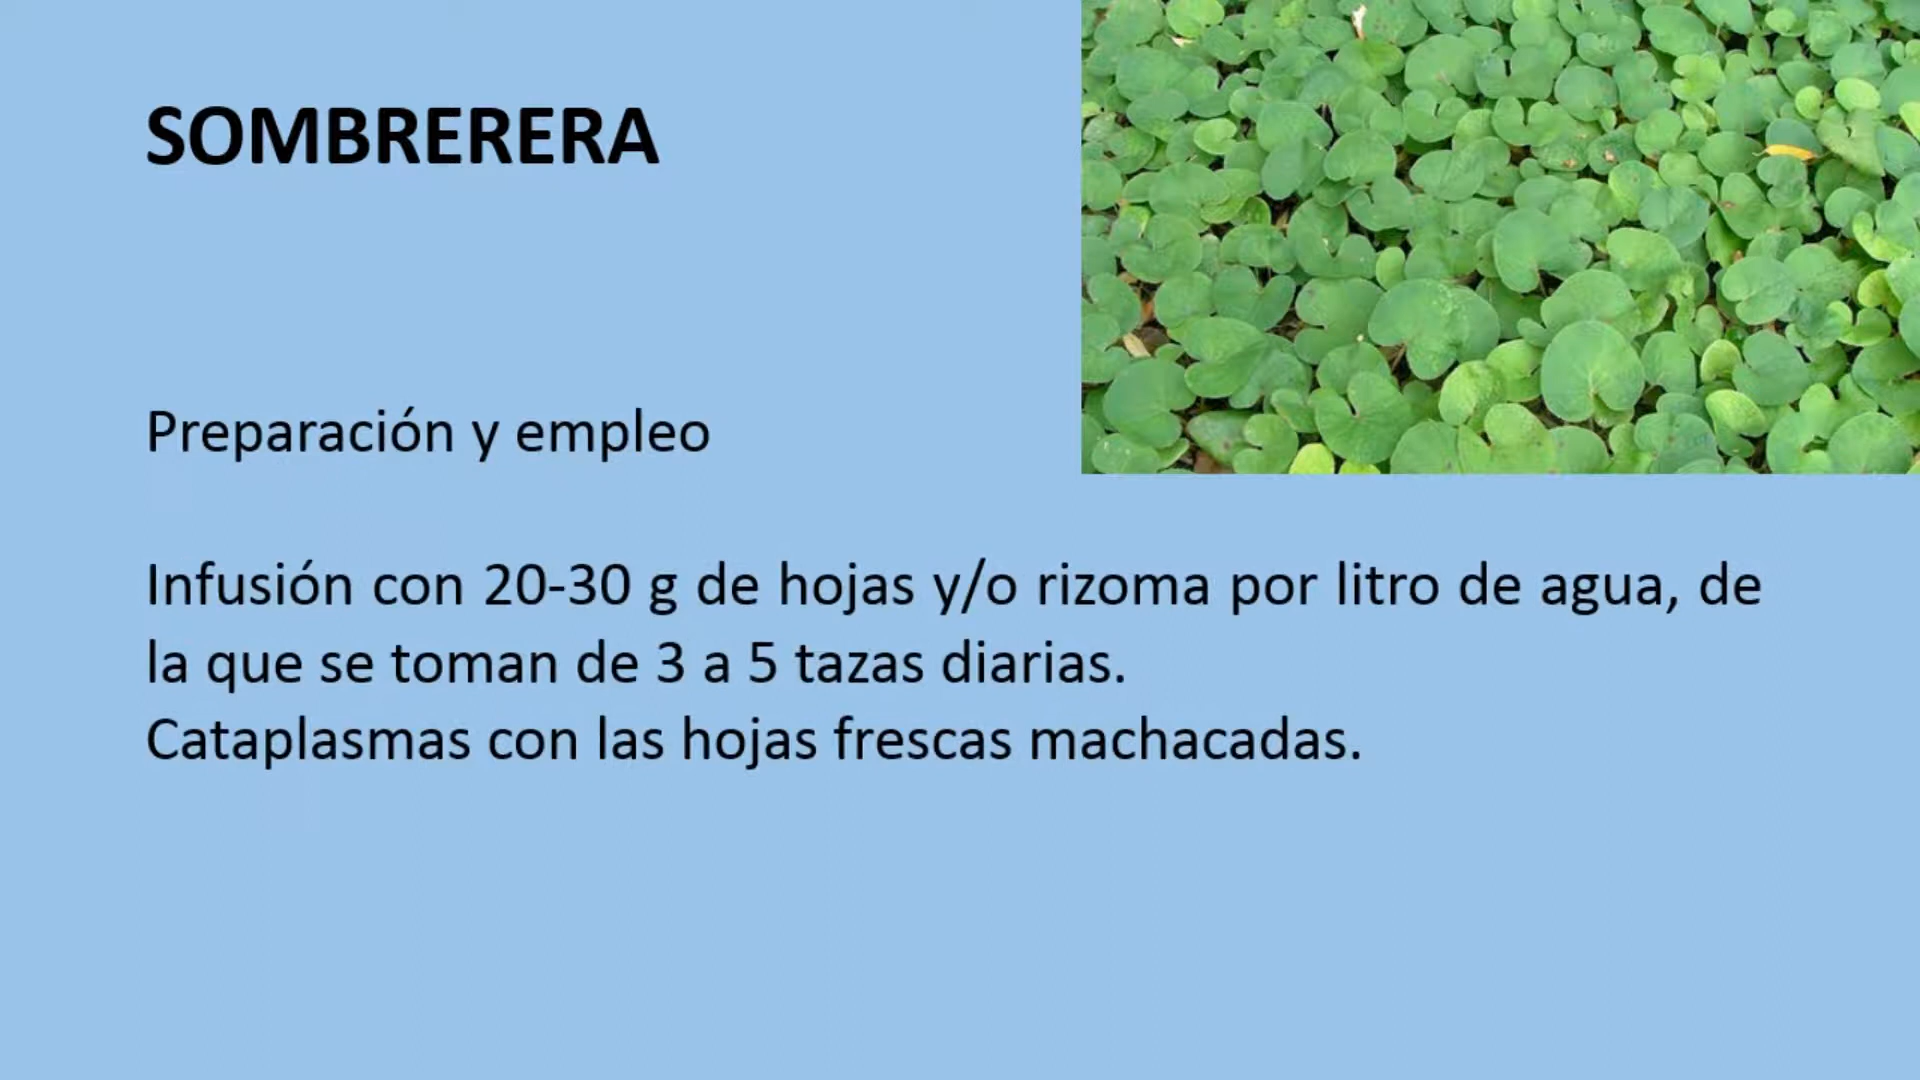 SOMBRERERA
Preparación y empleo
Infusión con 20-30 g de hojas y/o rizoma por litro de agua, de
la que se toman de 3 a 5 tazas diarias.
Cataplasmas con las hojas frescas machacadas.